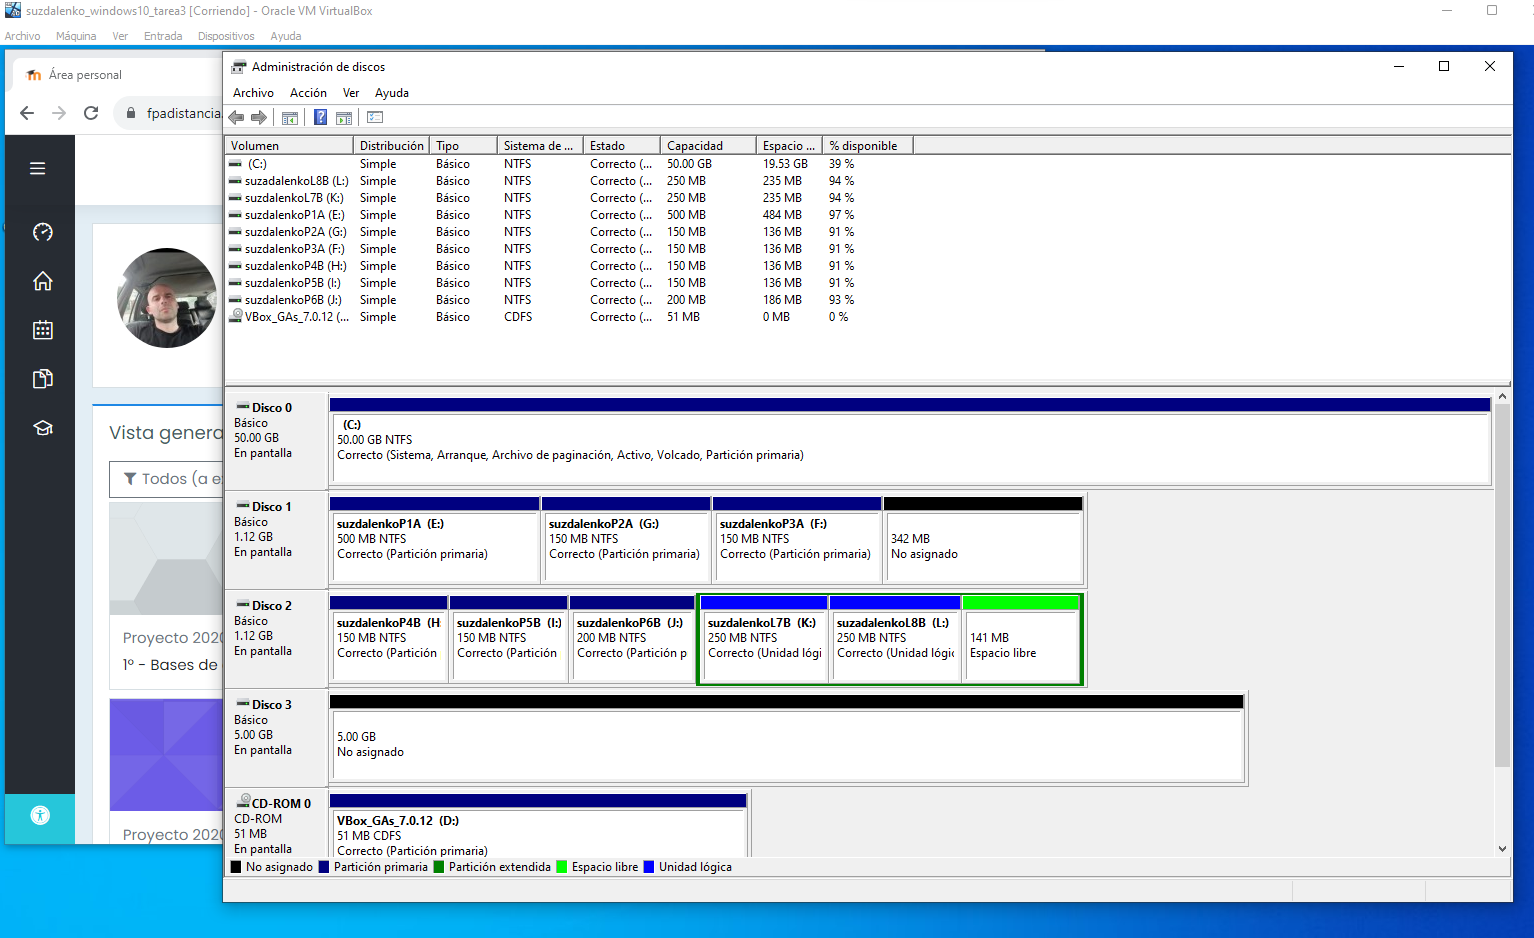 suzdalenko_windows10_tarea3 [Corriendo] - Oracle VM VirtualBox
Archivo Máquina Ver Entrada Dispositivos Ayuda
Área personal
fpadistancia.
Vista genera
Todos (a e
Proyecto 2020
1º - Bases de
Proyecto 2020
Administración de discos
Archivo Acción Ver Ayuda
Volumen Distribución Tipo Sistema de ... Estado Capacidad Espacio ... % disponible
(C:) Simple Básico NTFS Correcto (... 50.00 GB 19.53 GB 39 %
suzadalenkoL8B (L:) Simple Básico NTFS Correcto (... 250 MB 235 MB 94 %
suzdalenkoL7B (K:) Simple Básico NTFS Correcto (... 250 MB 235 MB 94 %
suzdalenkoP1A (E:) Simple Básico NTFS Correcto (... 500 MB 484 MB 97 %
suzdalenkoP2A (G:) Simple Básico NTFS Correcto (... 150 MB 136 MB 91 %
suzdalenkoP3A (F:) Simple Básico NTFS Correcto (... 150 MB 136 MB 91 %
suzdalenkoP4B (H:) Simple Básico NTFS Correcto (... 150 MB 136 MB 91 %
suzdalenkoP5B (I:) Simple Básico NTFS Correcto (... 150 MB 136 MB 91 %
suzdalenkoP6B (J:) Simple Básico NTFS Correcto (... 200 MB 186 MB 93 %
VBox_GAs_7.0.12 (... Simple Básico CDFS Correcto (... 51 MB 0 MB 0 %
Disco 0
Básico
50.00 GB
En pantalla
(C:)
50.00 GB NTFS
Correcto (Sistema, Arranque, Archivo de paginación, Activo, Volcado, Partición primaria)
Disco 1
Básico
1.12 GB
En pantalla
suzdalenkoP1A (E:)
500 MB NTFS
Correcto (Partición primaria)
suzdalenkoP2A (G:)
150 MB NTFS
Correcto (Partición primaria)
suzdalenkoP3A (F:)
150 MB NTFS
Correcto (Partición primaria)
342 MB
No asignado
Disco 2
Básico
1.12 GB
En pantalla
suzdalenkoP4B (H
150 MB NTFS
Correcto (Partición
suzdalenkoP5B (I:)
150 MB NTFS
Correcto (Partición
suzdalenkoP6B (J:)
200 MB NTFS
Correcto (Partición p
suzdalenkoL7B (K:)
250 MB NTFS
Correcto (Unidad lógi
suzadalenkoL8B (L:)
250 MB NTFS
Correcto (Unidad lógic
141 MB
Espacio libre
Disco 3
Básico
5.00 GB
En pantalla
5.00 GB
No asignado
CD-ROM 0
CD-ROM
51 MB
En pantalla
VBox_GAs_7.0.12 (D:)
51 MB CDFS
Correcto (Partición primaria)
No asignado Partición primaria Partición extendida Espacio libre Unidad lógica